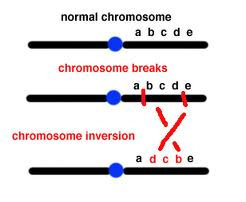 normal chromosome
a b c d e
chromosome breaks
a b c d e
chromosome inversion
a d c b e